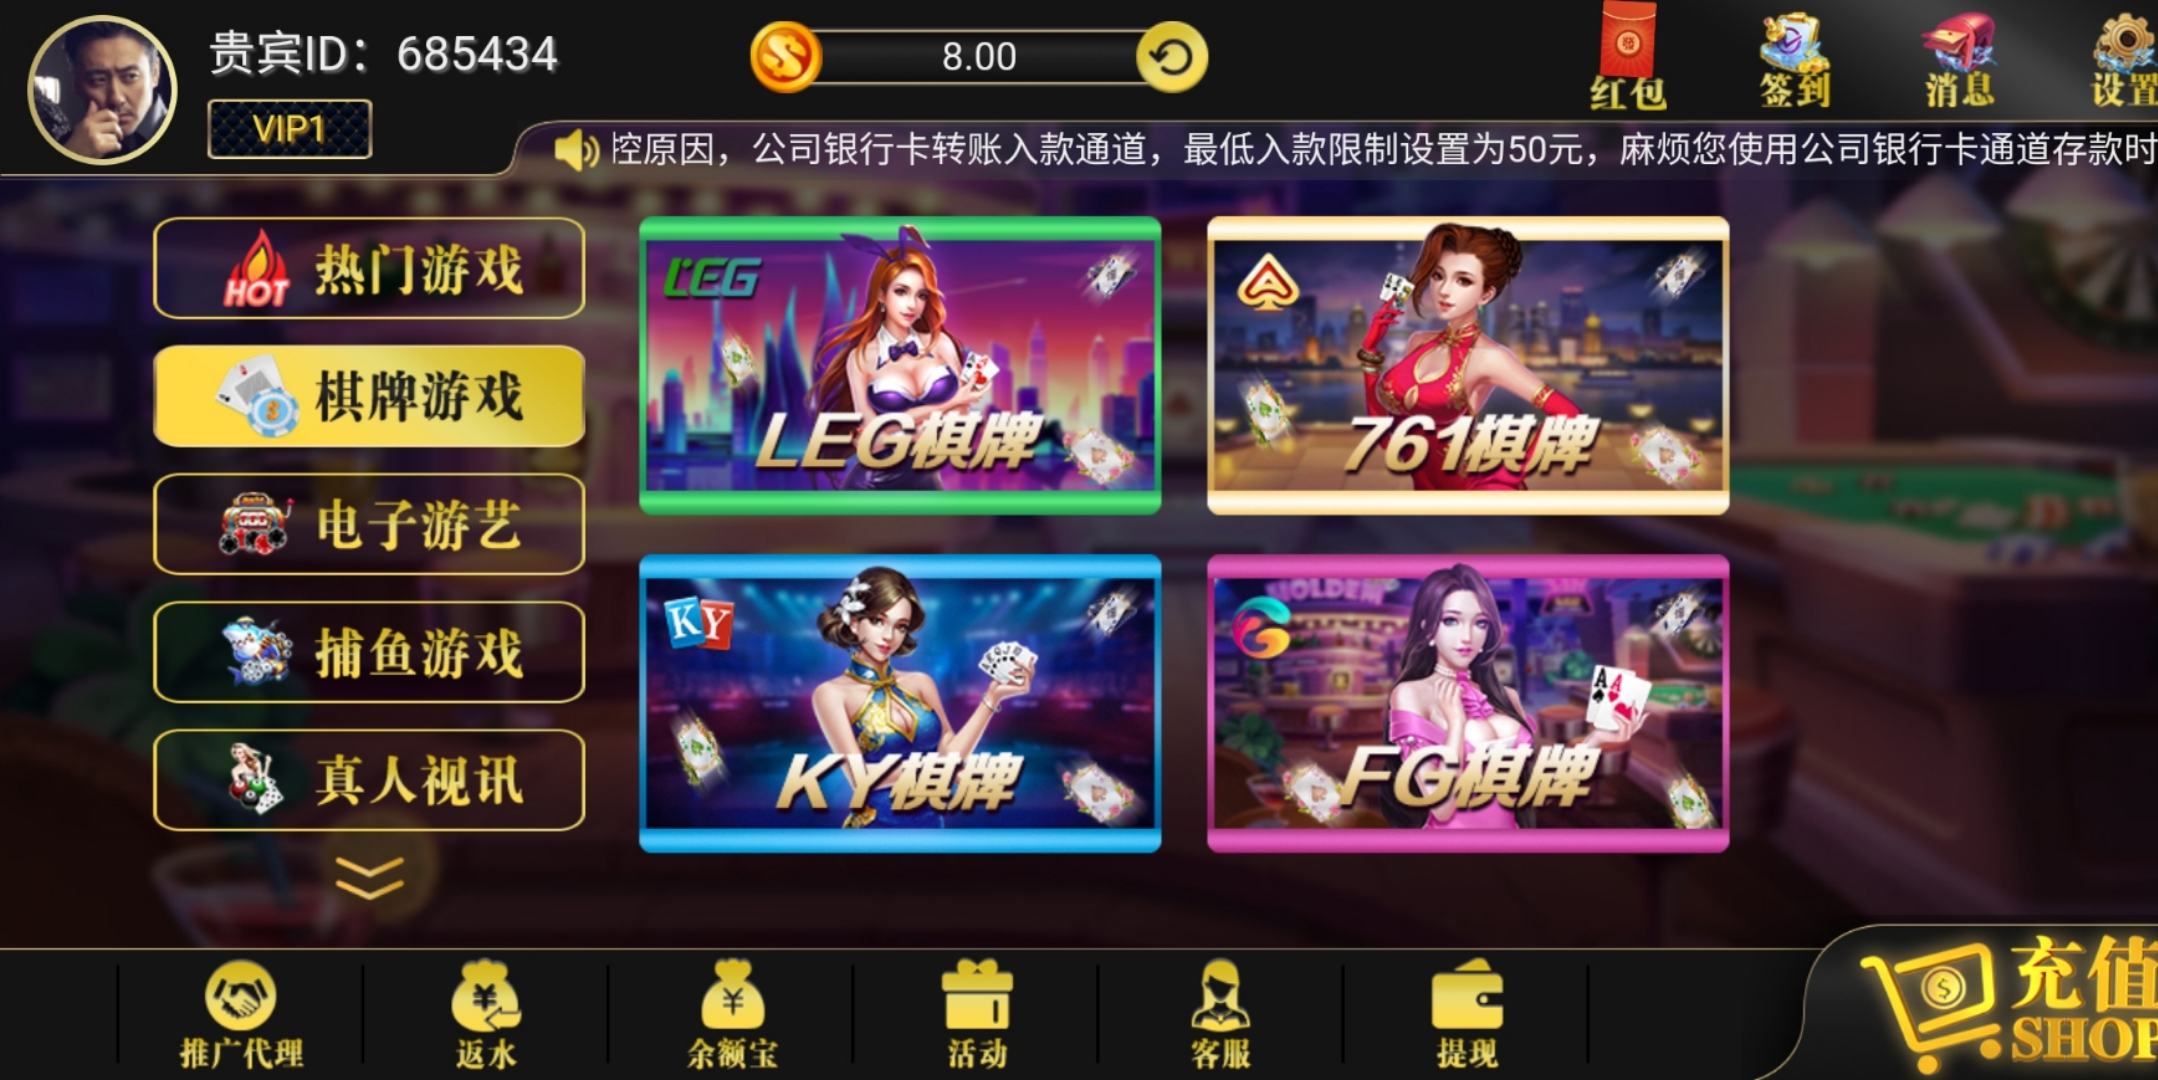 贵宾ID：685434
VIP1
8.00
红包
签到
消息
设置
控原因，公司银行卡转账入款通道，最低入款限制设置为50元，麻烦您使用公司银行卡通道存款时
HOT 热门游戏
棋牌游戏
电子游艺
捕鱼游戏
真人视讯
LEG
LEG棋牌
A
761棋牌
KY
KY棋牌
HOLDEM
FG棋牌
推广代理
返水
余额宝
活动
客服
提现
充值
SHOP